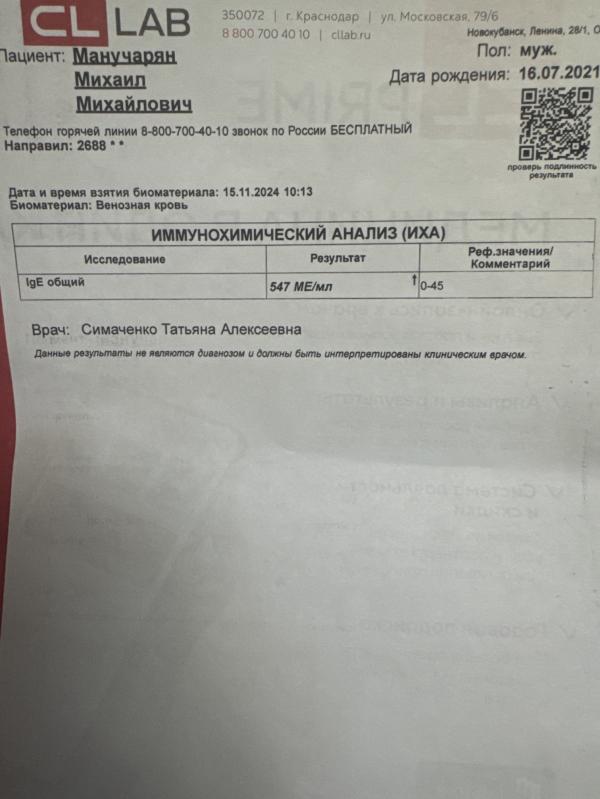 CL LAB
350072 | г. Краснодар | ул. Московская, 79/6
8 800 700 40 10 | cllab.ru
Новокубанск, Ленина, 28/1, О
Пациент: Манучарян
Михаил
Михайлович
Пол: муж.
Дата рождения: 16.07.2021
Телефон горячей линии 8-800-700-40-10 звонок по России БЕСПЛАТНЫЙ
Направил: 2688 * *
проверь подлинность
результата
Дата и время взятия биоматериала: 15.11.2024 10:13
Биоматериал: Венозная кровь
ИММУНОХИМИЧЕСКИЙ АНАЛИЗ (ИХА)
Исследование Результат Реф.значения/
Комментарий
IgE общий 547 МЕ/мл ↑ 0-45
Врач: Симаченко Татьяна Алексеевна
Данные результаты не являются диагнозом и должны быть интерпретированы клиническим врачом.